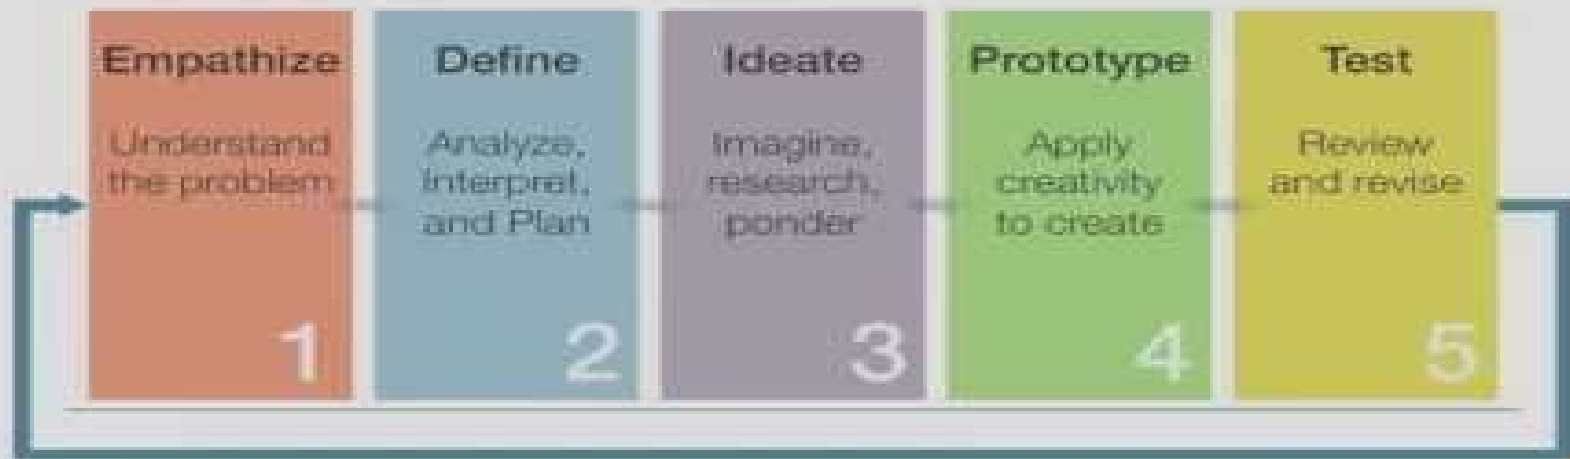 Empathize
Understand
the problem
1
Define
Analyze,
interpret,
and Plan
2
Ideate
Imagine,
research,
ponder
3
Prototype
Apply
creativity
to create
4
Test
Review
and revise
5